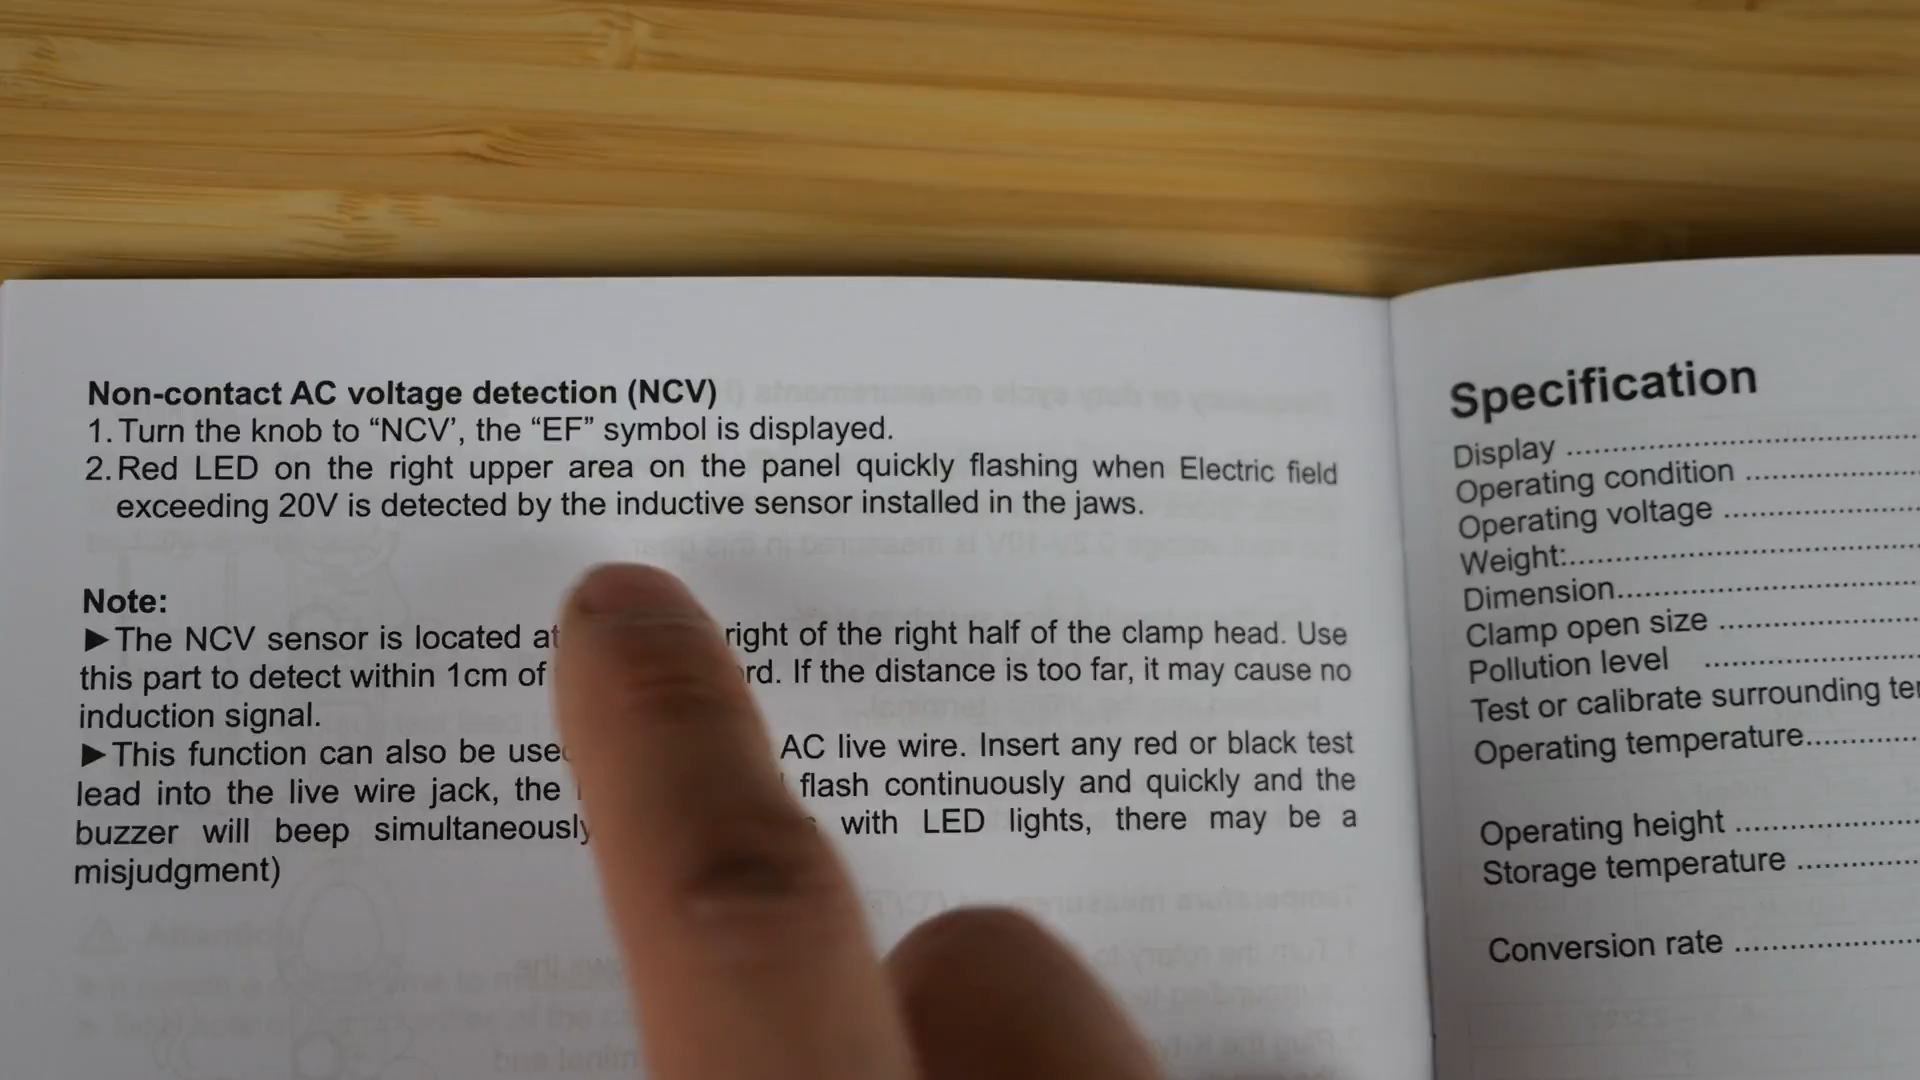 Non-contact AC voltage detection (NCV)
1. Turn the knob to “NCV’, the “EF” symbol is displayed.
2. Red LED on the right upper area on the panel quickly flashing when Electric field
exceeding 20V is detected by the inductive sensor installed in the jaws.
Note:
►The NCV sensor is located at right of the right half of the clamp head. Use
this part to detect within 1cm of If the distance is too far, it may cause no
induction signal.
►This function can also be used AC live wire. Insert any red or black test
lead into the live wire jack, the flash continuously and quickly and the
buzzer will beep simultaneously with LED lights, there may be a
misjudgment)
Specification
Display
Operating condition
Operating voltage
Weight:
Dimension
Clamp open size
Pollution level
Test or calibrate surrounding
Operating temperature
Operating height
Storage temperature
Conversion rate